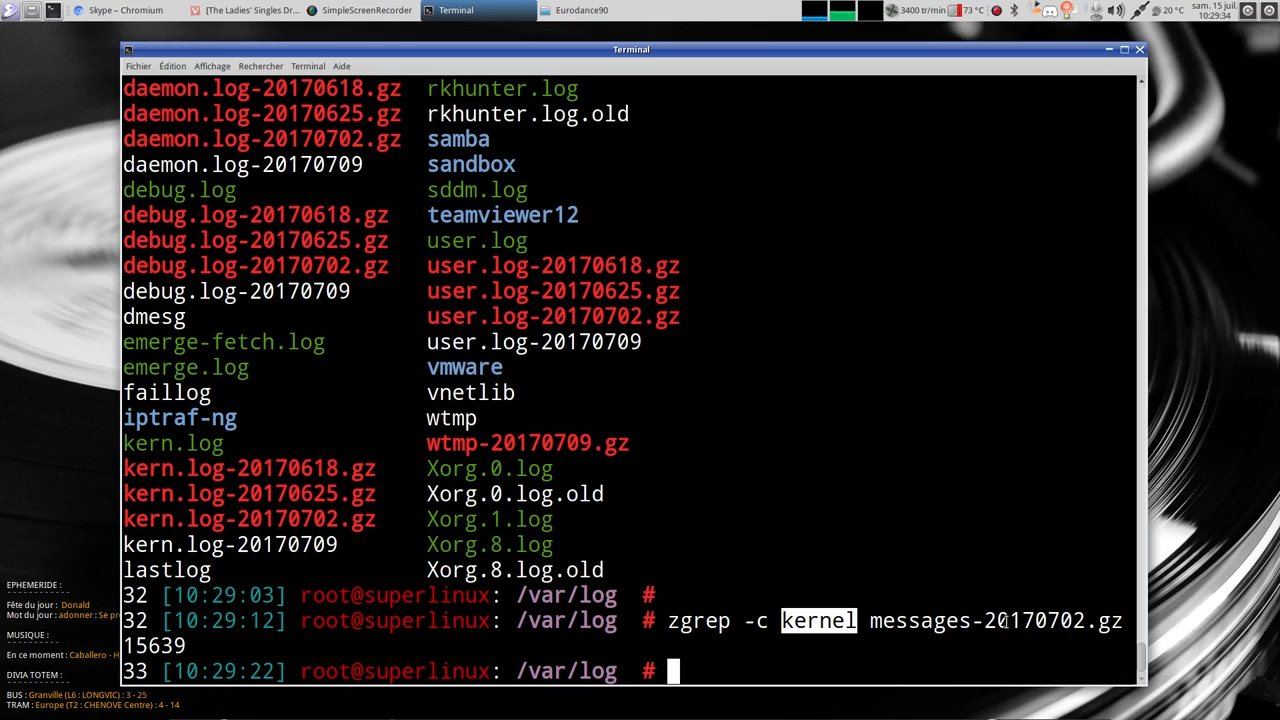 Skype – Chromium
[The Ladies' Singles Dr...
SimpleScreenRecorder
Terminal
Eurodance90
3400 tr/min
73 °C
20 °C
sam. 15 juil.
10:29:34
Terminal
Fichier Édition Affichage Rechercher Terminal Aide
daemon.log-20170618.gz rkhunter.log
daemon.log-20170625.gz rkhunter.log.old
daemon.log-20170702.gz samba
daemon.log-20170709 sandbox
debug.log sddm.log
debug.log-20170618.gz teamviewer12
debug.log-20170625.gz user.log
debug.log-20170702.gz user.log-20170618.gz
debug.log-20170709 user.log-20170625.gz
dmesg user.log-20170702.gz
emerge-fetch.log user.log-20170709
emerge.log vmware
faillog vnetlib
iptraf-ng wtmp
kern.log wtmp-20170709.gz
kern.log-20170618.gz Xorg.0.log
kern.log-20170625.gz Xorg.0.log.old
kern.log-20170702.gz Xorg.1.log
kern.log-20170709 Xorg.8.log
lastlog Xorg.8.log.old
32 [10:29:03] root@superlinux: /var/log #
32 [10:29:12] root@superlinux: /var/log # zgrep -c kernel messages-20170702.gz
15639
33 [10:29:22] root@superlinux: /var/log #
EPHEMERIDE :
Fête du jour : Donald
Mot du jour : adonner : Se pr
MUSIQUE :
En ce moment : Caballero - H
DIVIA TOTEM :
BUS : Granville (L6 : LONGVIC) : 3 - 25
TRAM : Europe (T2 : CHENOVE Centre) : 4 - 14